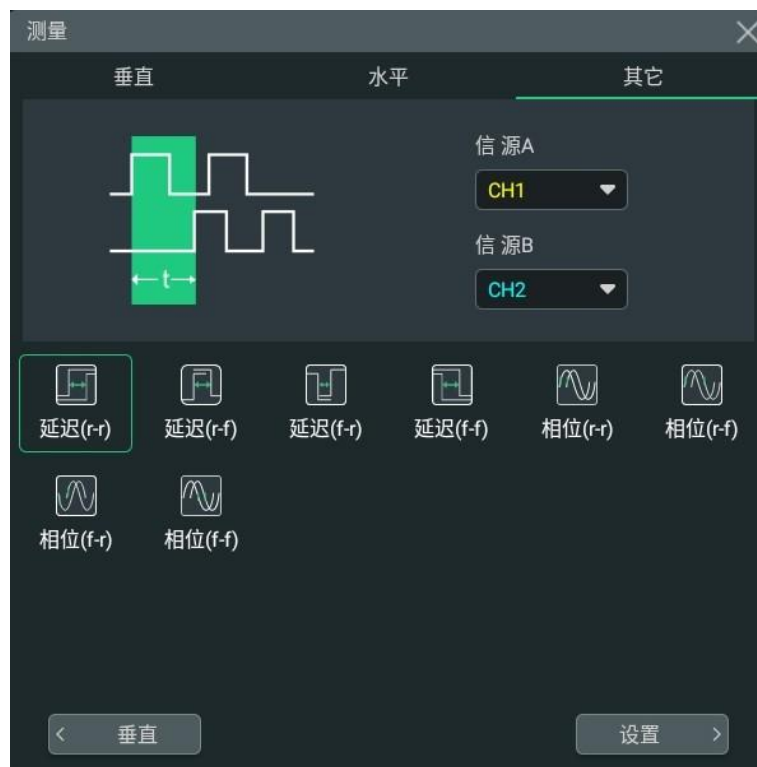 测量
垂直 水平 其它
信 源A
CH1
信 源B
CH2
t
延迟(r-r) 延迟(r-f) 延迟(f-r) 延迟(f-f) 相位(r-r) 相位(r-f)
相位(f-r) 相位(f-f)
垂直 设置